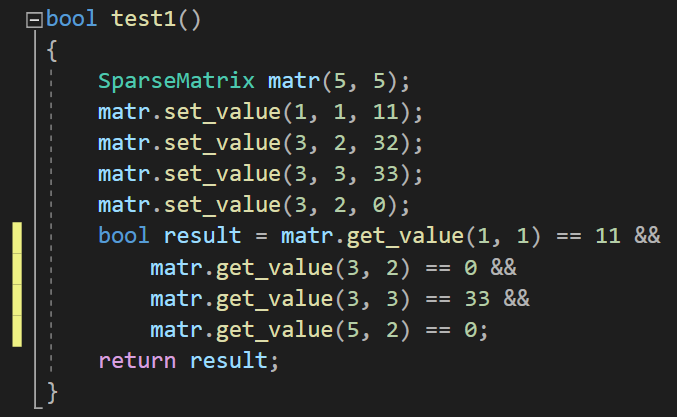 bool test1()
{
    SparseMatrix matr(5, 5);
    matr.set_value(1, 1, 11);
    matr.set_value(3, 2, 32);
    matr.set_value(3, 3, 33);
    matr.set_value(3, 2, 0);
    bool result = matr.get_value(1, 1) == 11 &&
        matr.get_value(3, 2) == 0 &&
        matr.get_value(3, 3) == 33 &&
        matr.get_value(5, 2) == 0;
    return result;
}